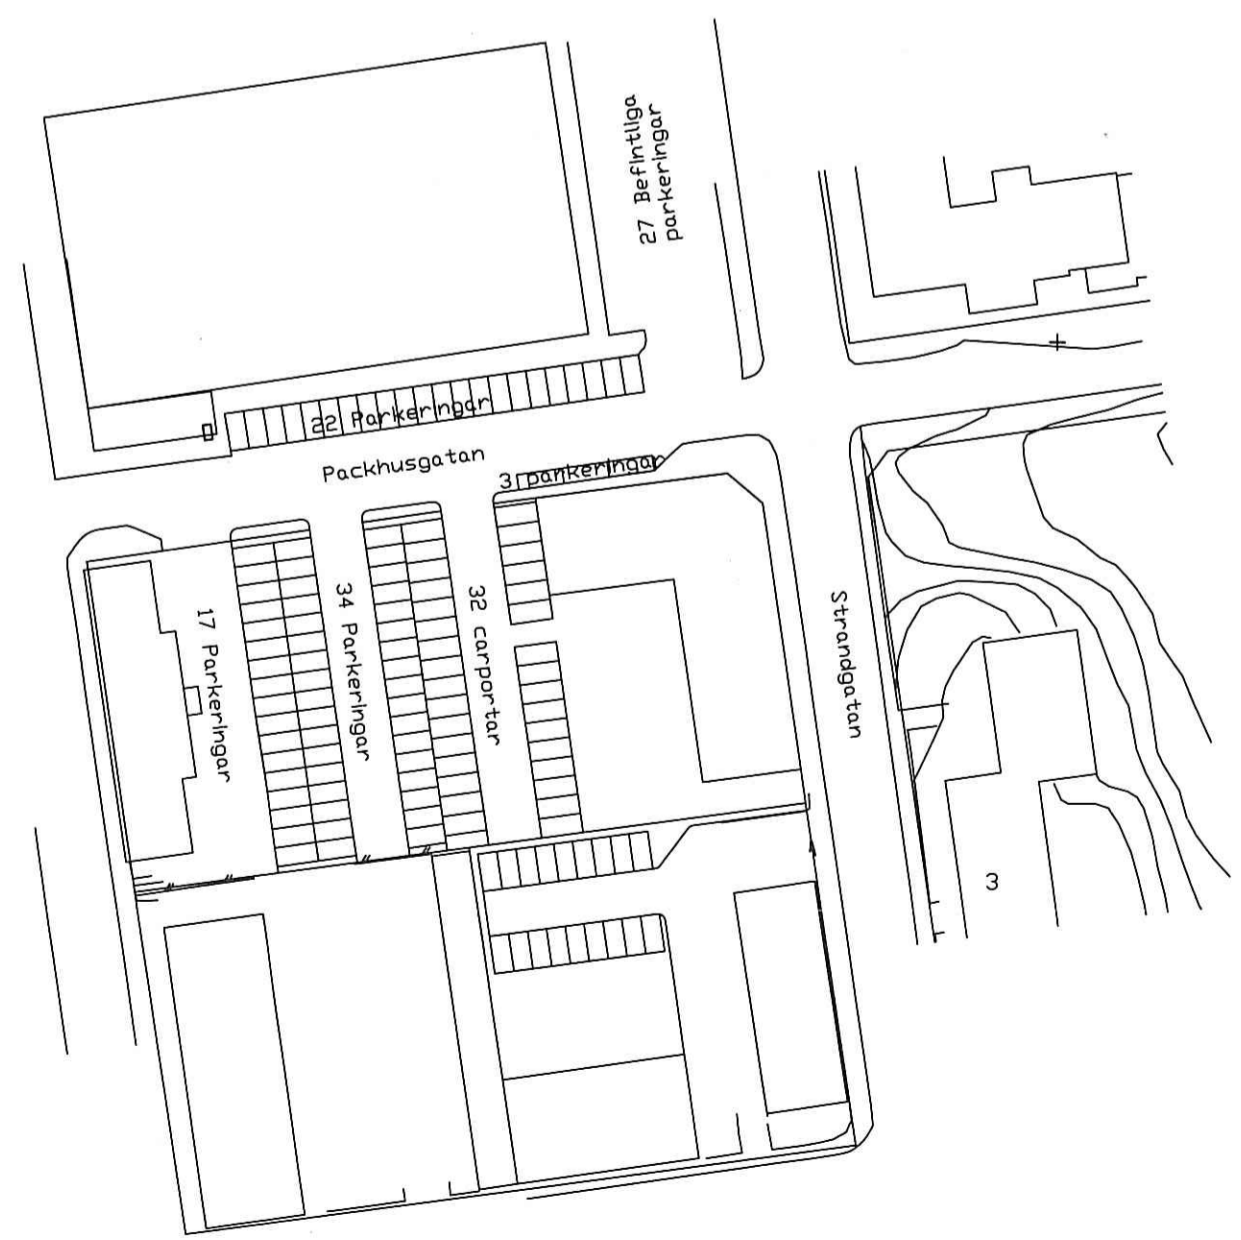 27 Befintliga
parkeringar
22 Parkeringar
Packhusgatan
3 parkeringar
17 Parkeringar
34 Parkeringar
32 carportar
Strandgatan
3